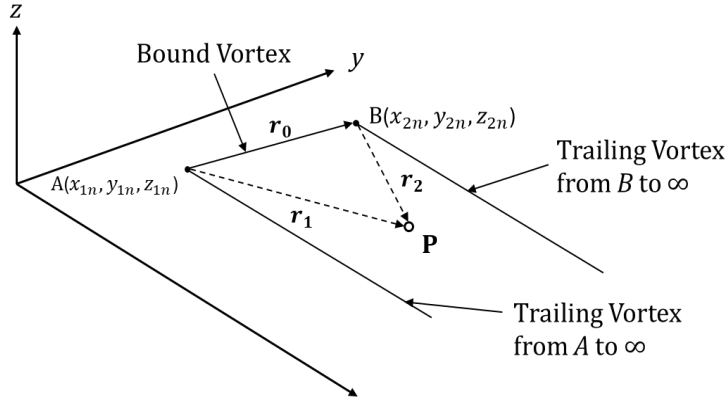 z
Bound Vortex
y
r₀
B(x₂ₙ, y₂ₙ, z₂ₙ)
A(x₁ₙ, y₁ₙ, z₁ₙ)
r₂
Trailing Vortex
from B to ∞
r₁
P
Trailing Vortex
from A to ∞